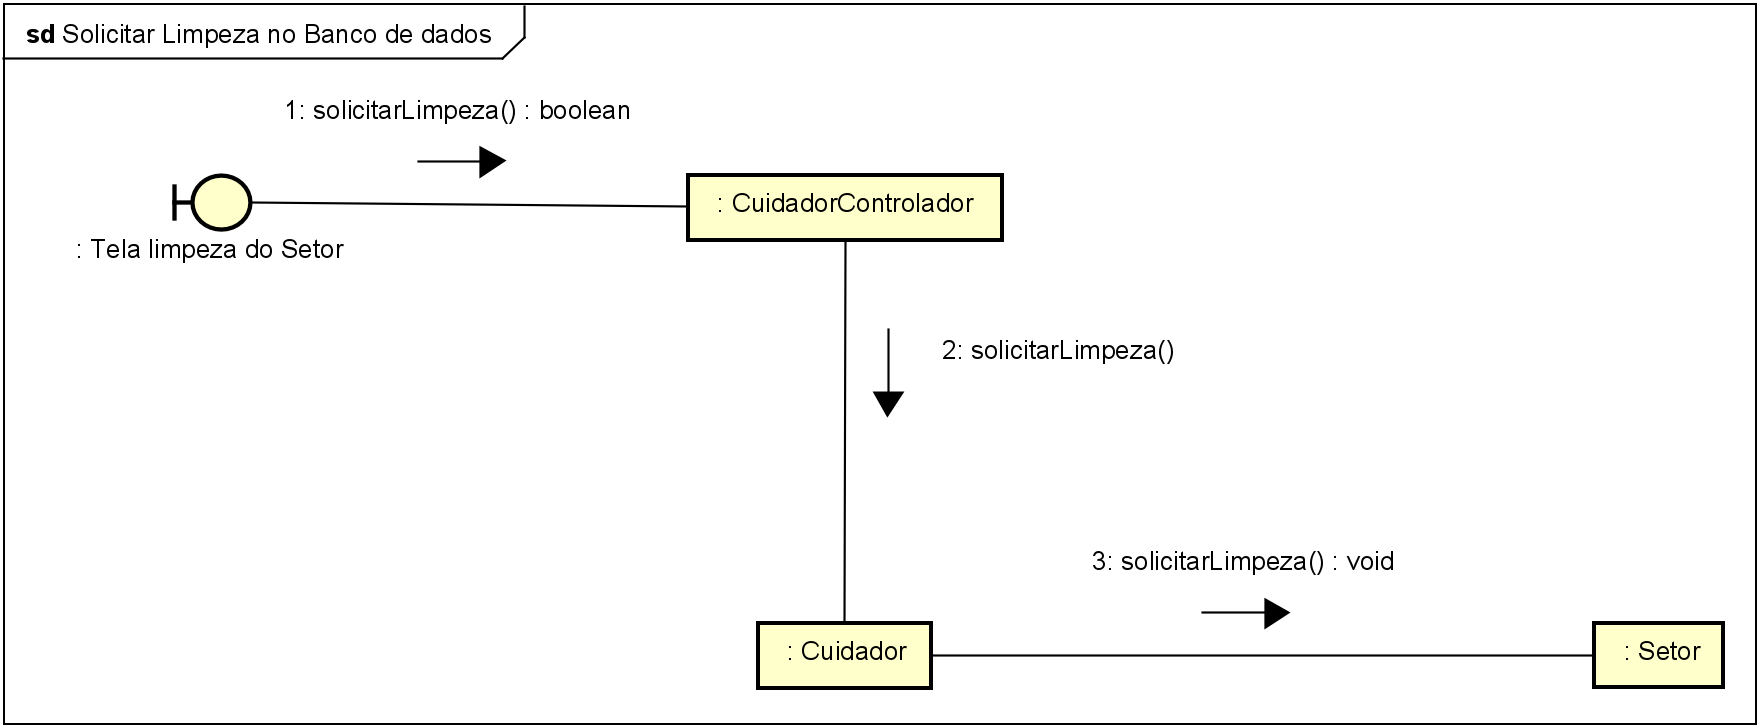 sd Solicitar Limpeza no Banco de dados
1: solicitarLimpeza() : boolean
: CuidadorControlador
: Tela limpeza do Setor
2: solicitarLimpeza()
3: solicitarLimpeza() : void
: Cuidador
: Setor